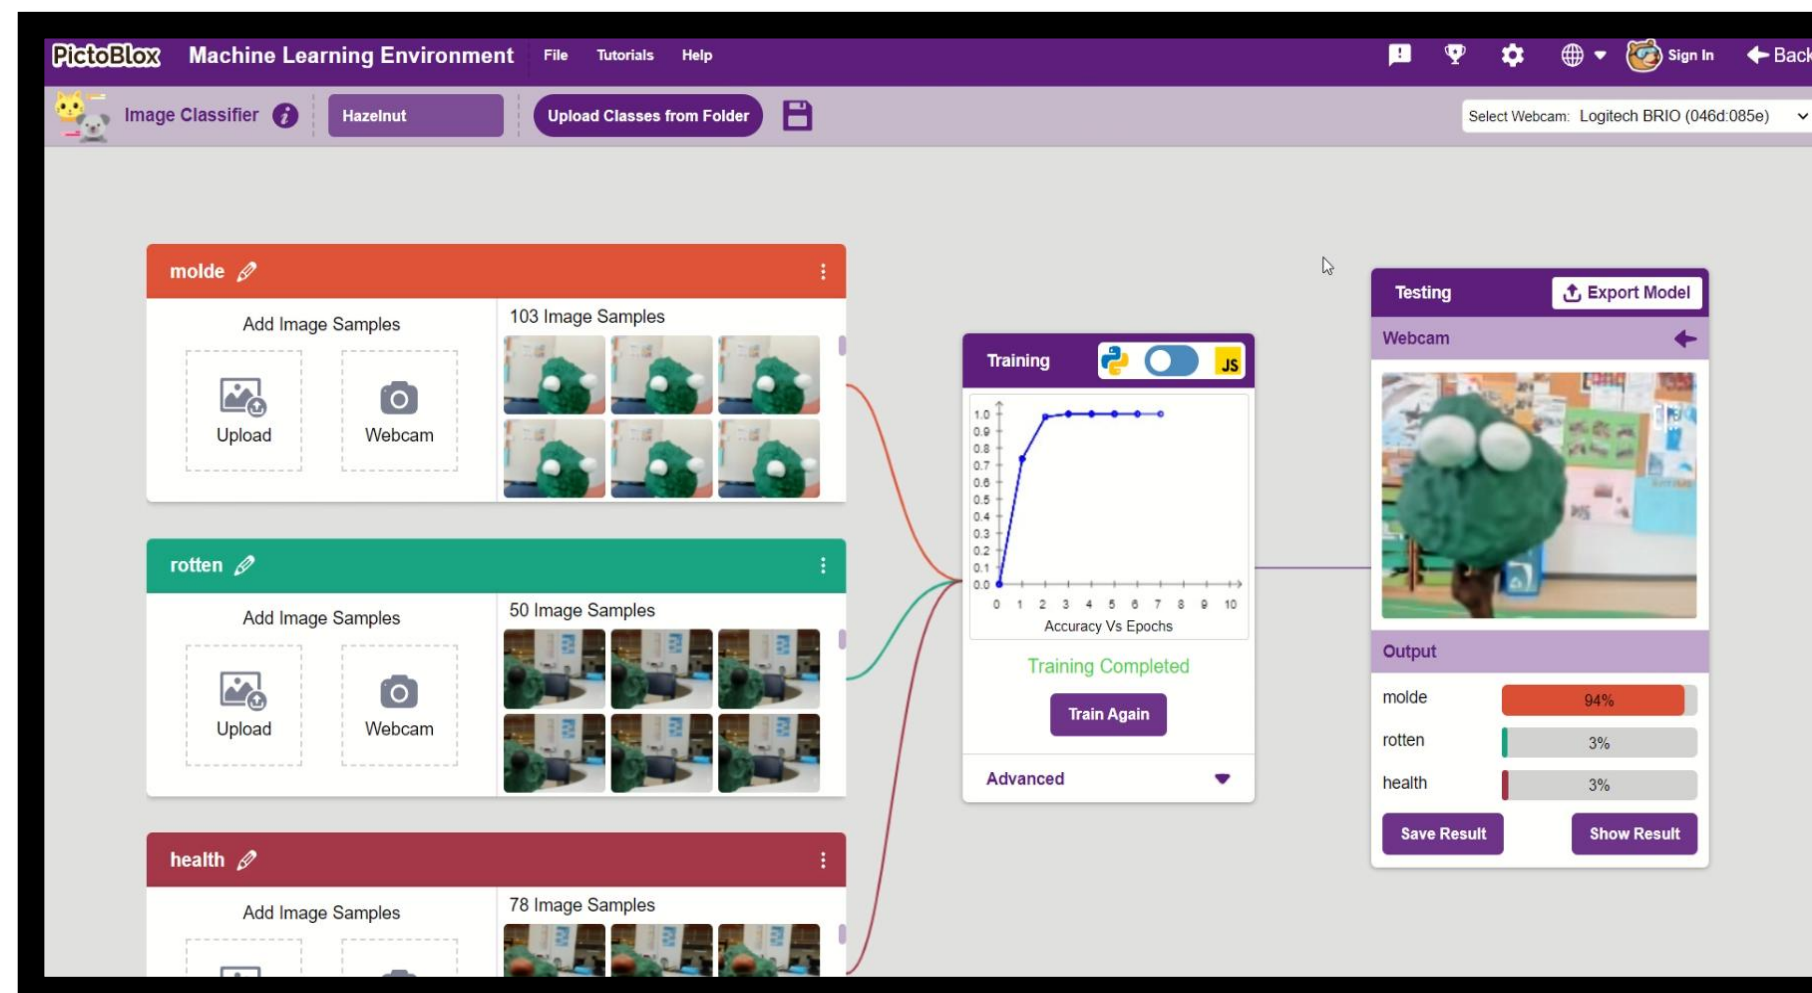 PictoBlox Machine Learning Environment File Tutorials Help Sign In Back
Image Classifier i Hazelnut Upload Classes from Folder Select Webcam: Logitech BRIO (046d:085e)
molde
Add Image Samples
Upload
Webcam
103 Image Samples
rotten
Add Image Samples
Upload
Webcam
50 Image Samples
health
Add Image Samples
78 Image Samples
Training
JS
1.0
0.9
0.8
0.7
0.6
0.5
0.4
0.3
0.2
0.1
0.0
0 1 2 3 4 5 6 7 8 9 10
Accuracy Vs Epochs
Training Completed
Train Again
Advanced
Testing Export Model
Webcam
Output
molde 94%
rotten 3%
health 3%
Save Result Show Result